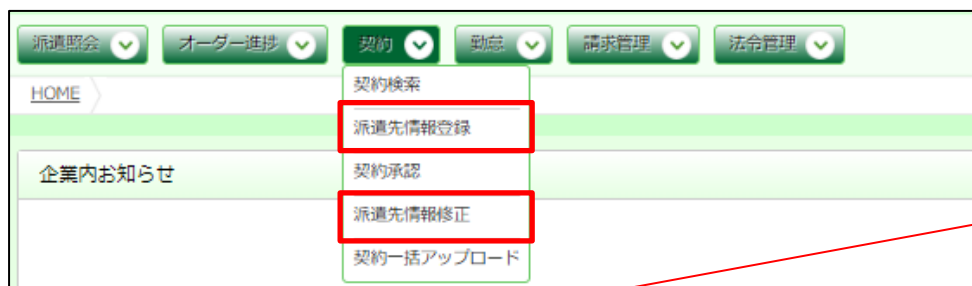 派遣照会 オーダー進捗 契約 勤怠 請求管理 法令管理
HOME
契約検索
派遣先情報登録
企業内お知らせ
契約承認
派遣先情報修正
契約一括アップロード